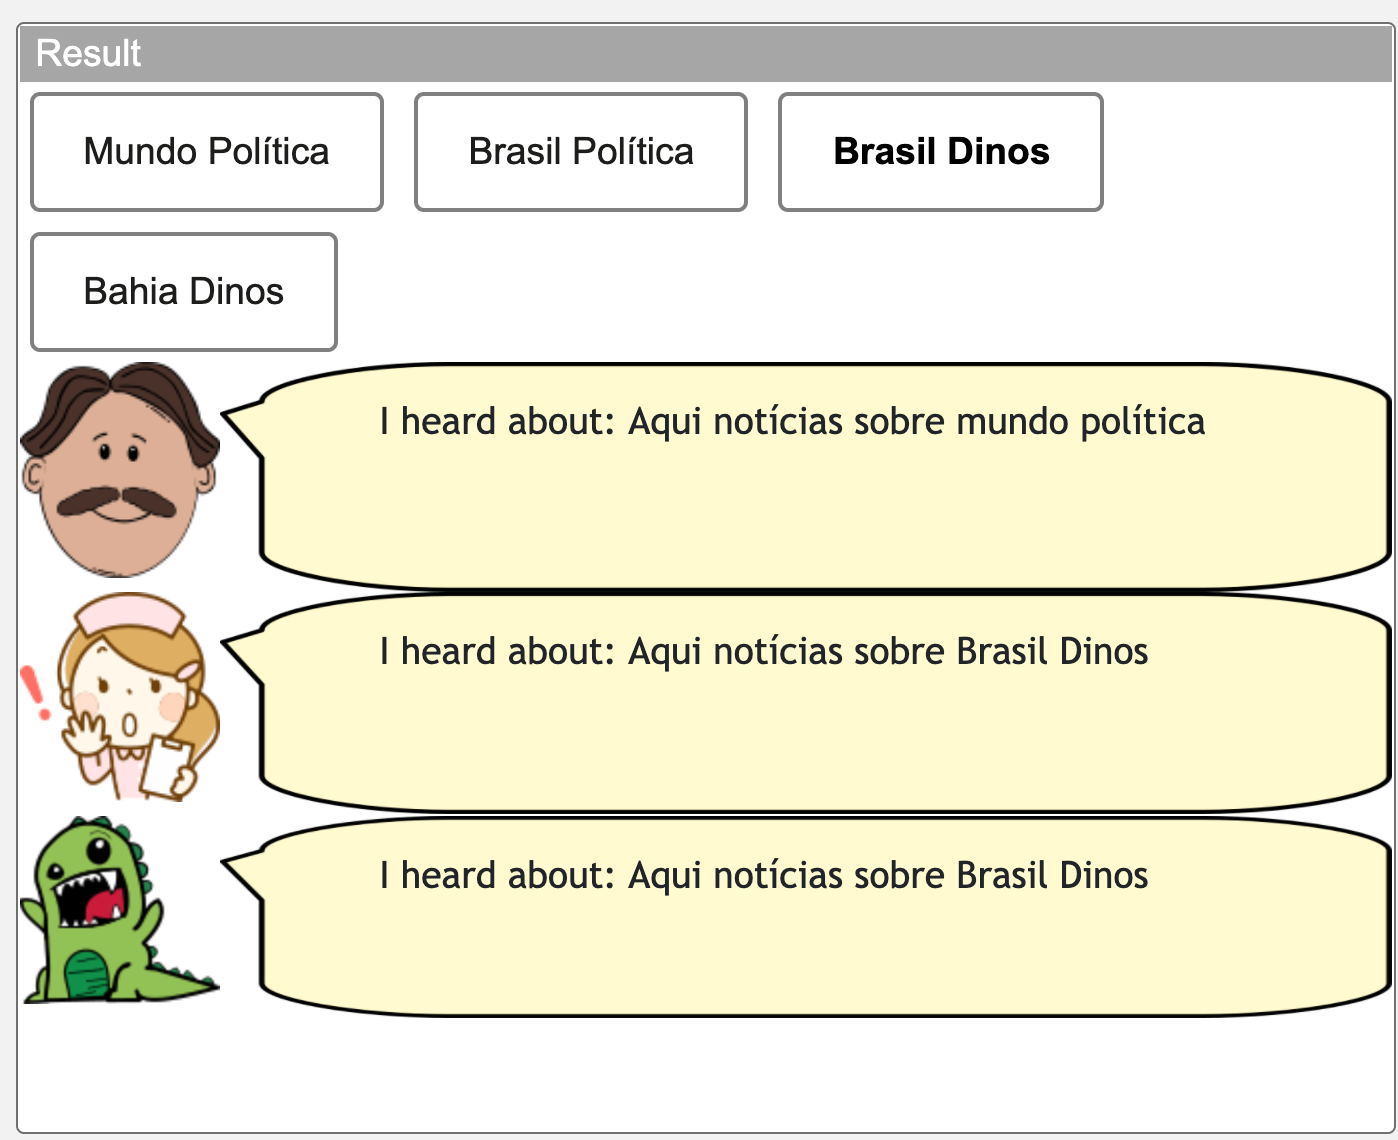 Result
Mundo Política
Brasil Política
Brasil Dinos
Bahia Dinos
I heard about: Aqui notícias sobre mundo política
I heard about: Aqui notícias sobre Brasil Dinos
I heard about: Aqui notícias sobre Brasil Dinos